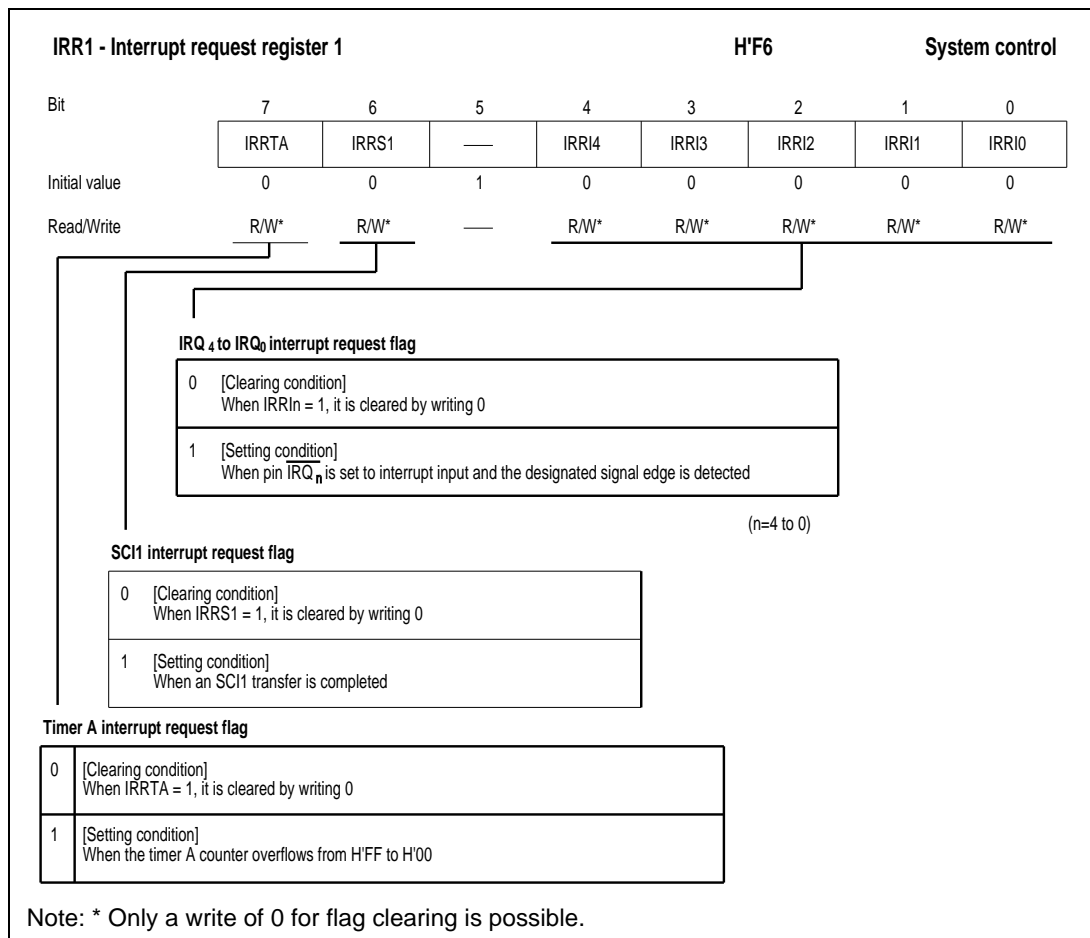 IRR1 - Interrupt request register 1 H'F6 System control
Bit 7 6 5 4 3 2 1 0
IRRTA IRRS1 — IRRI4 IRRI3 IRRI2 IRRI1 IRRI0
Initial value 0 0 1 0 0 0 0 0
Read/Write R/W* R/W* — R/W* R/W* R/W* R/W* R/W*
IRQ 4 to IRQ0 interrupt request flag
0 [Clearing condition]
When IRRIn = 1, it is cleared by writing 0
1 [Setting condition]
When pin IRQ n is set to interrupt input and the designated signal edge is detected
(n=4 to 0)
SCI1 interrupt request flag
0 [Clearing condition]
When IRRS1 = 1, it is cleared by writing 0
1 [Setting condition]
When an SCI1 transfer is completed
Timer A interrupt request flag
0 [Clearing condition]
When IRRTA = 1, it is cleared by writing 0
1 [Setting condition]
When the timer A counter overflows from H'FF to H'00
Note: * Only a write of 0 for flag clearing is possible.